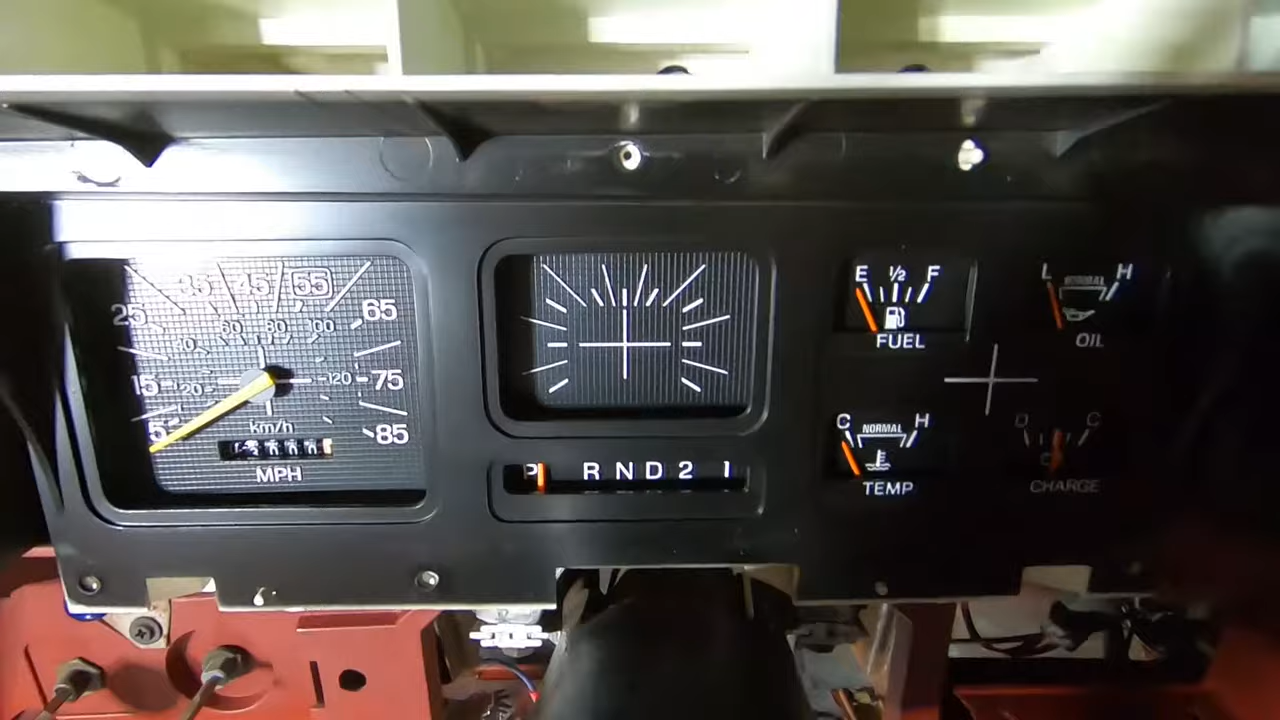 5 15 25 35 45 55 65 75 85
20 60 80 100 120
km/h
MPH
P R N D 2 1
E 1/2 F
FUEL
L NORMAL H
OIL
C NORMAL H
TEMP
D C
CHARGE